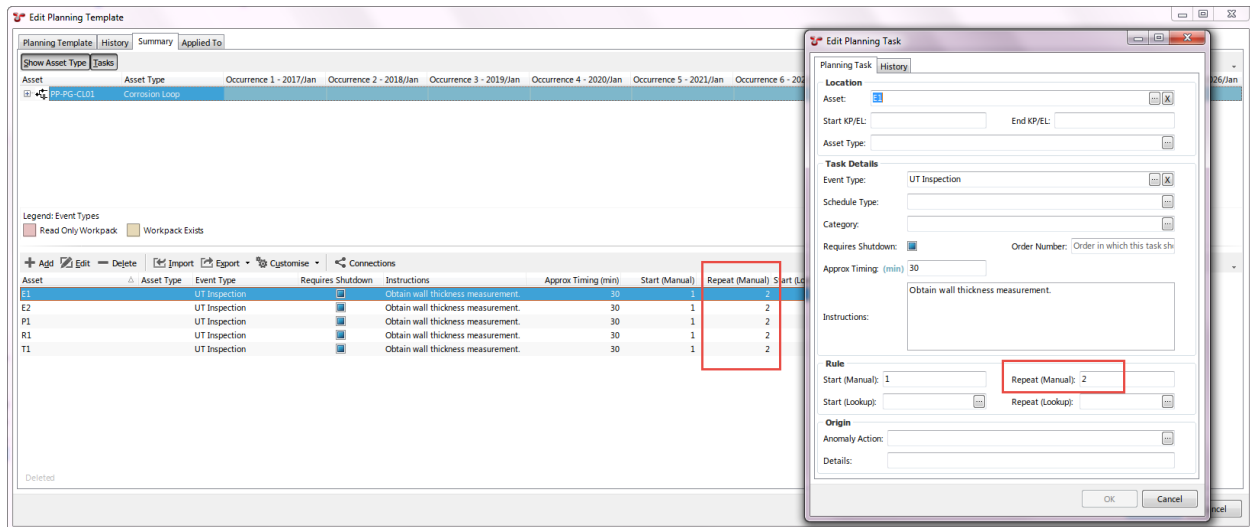 Edit Planning Template
Planning Template History Summary Applied To
Show Asset Type Tasks
Asset Asset Type Occurrence 1 - 2017/Jan Occurrence 2 - 2018/Jan Occurrence 3 - 2019/Jan Occurrence 4 - 2020/Jan Occurrence 5 - 2021/Jan Occurrence 6 - 202
PP-PG-CL01 Corrosion Loop
Legend: Event Types
Read Only Workpack Workpack Exists
Add Edit Delete Import Export Customise Connections
Asset Asset Type Event Type Requires Shutdown Instructions Approx Timing (min) Start (Manual) Repeat (Manual) Start (Lo
E1 UT Inspection Obtain wall thickness measurement. 30 1 2
E2 UT Inspection Obtain wall thickness measurement. 30 1 2
P1 UT Inspection Obtain wall thickness measurement. 30 1 2
R1 UT Inspection Obtain wall thickness measurement. 30 1 2
T1 UT Inspection Obtain wall thickness measurement. 30 1 2
Deleted
Edit Planning Task
Planning Task History
Location
Asset: E1 X
Start KP/EL: End KP/EL:
Asset Type:
Task Details
Event Type: UT Inspection X
Schedule Type:
Category:
Requires Shutdown: Order Number: Order in which this task sho
Approx Timing: (min) 30
Instructions: Obtain wall thickness measurement.
Rule
Start (Manual): 1 Repeat (Manual): 2
Start (Lookup): Repeat (Lookup):
Origin
Anomaly Action:
Details:
OK Cancel
26/Jan
ncel